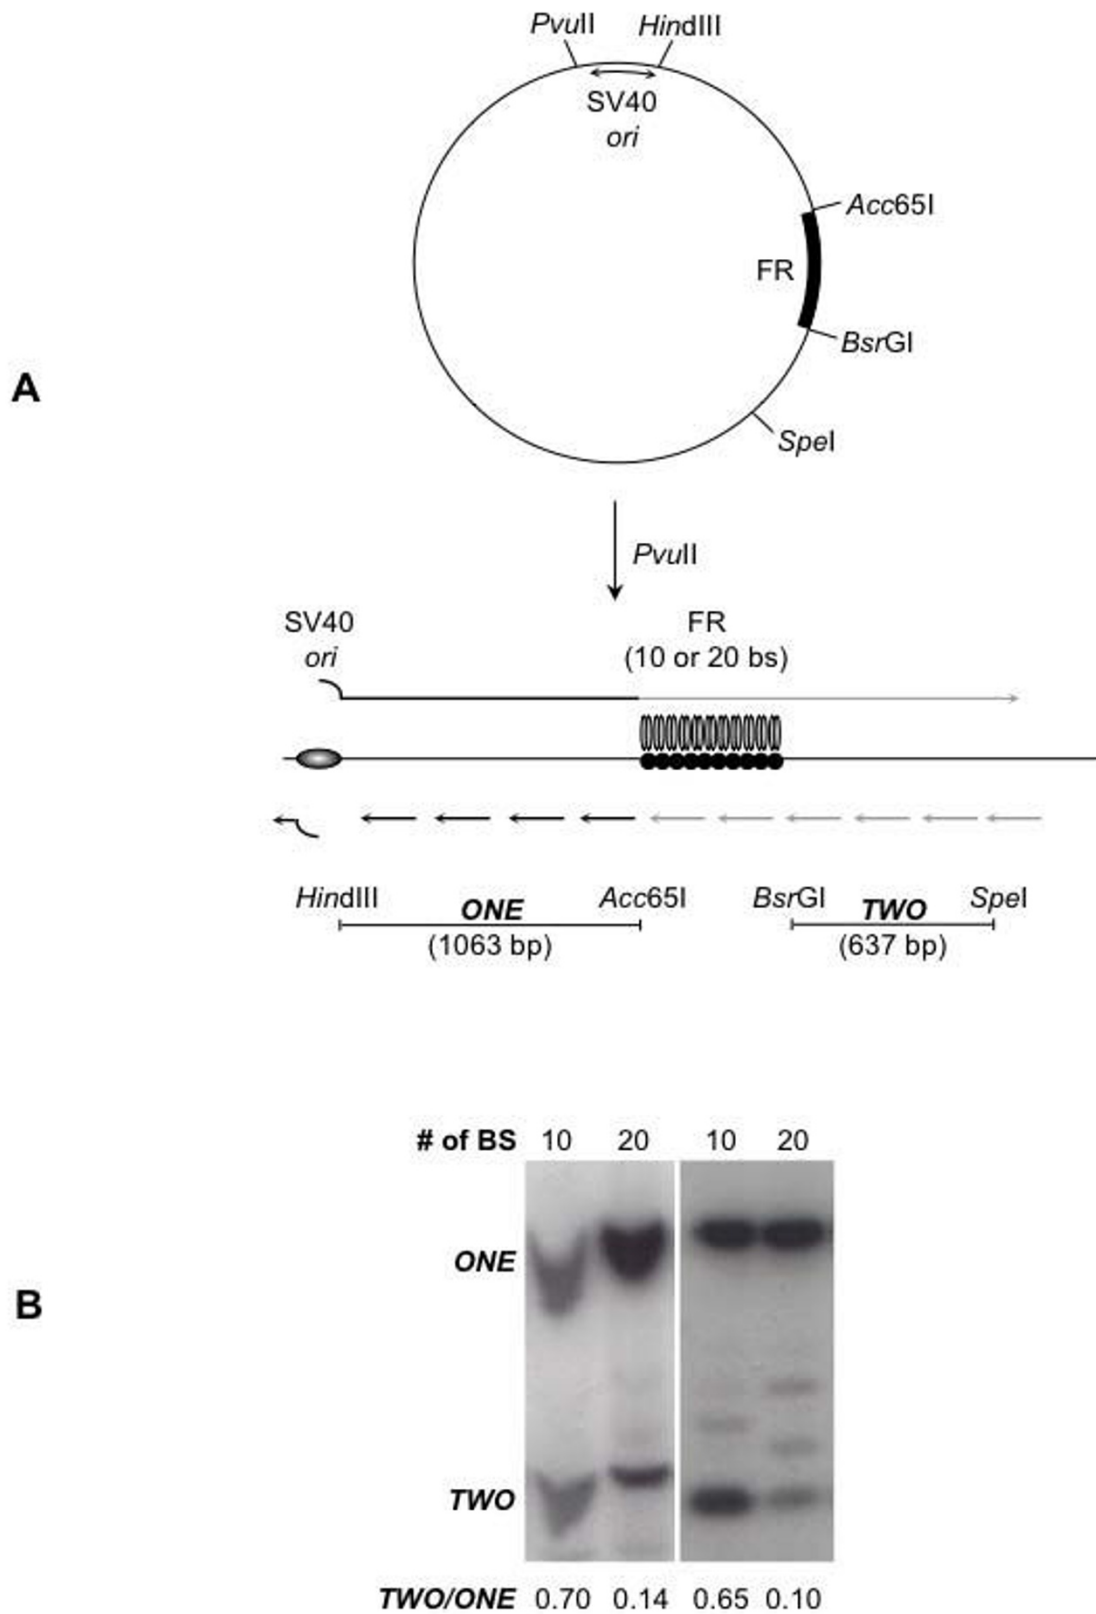 PvuII HindIII
SV40
ori
Acc65I
FR
BsrGI
A
SpeI
PvuII
SV40
ori
FR
(10 or 20 bs)
HindIII ONE Acc65I BsrGI TWO SpeI
(1063 bp) (637 bp)
# of BS 10 20 10 20
ONE
B
TWO
TWO/ONE 0.70 0.14 0.65 0.10